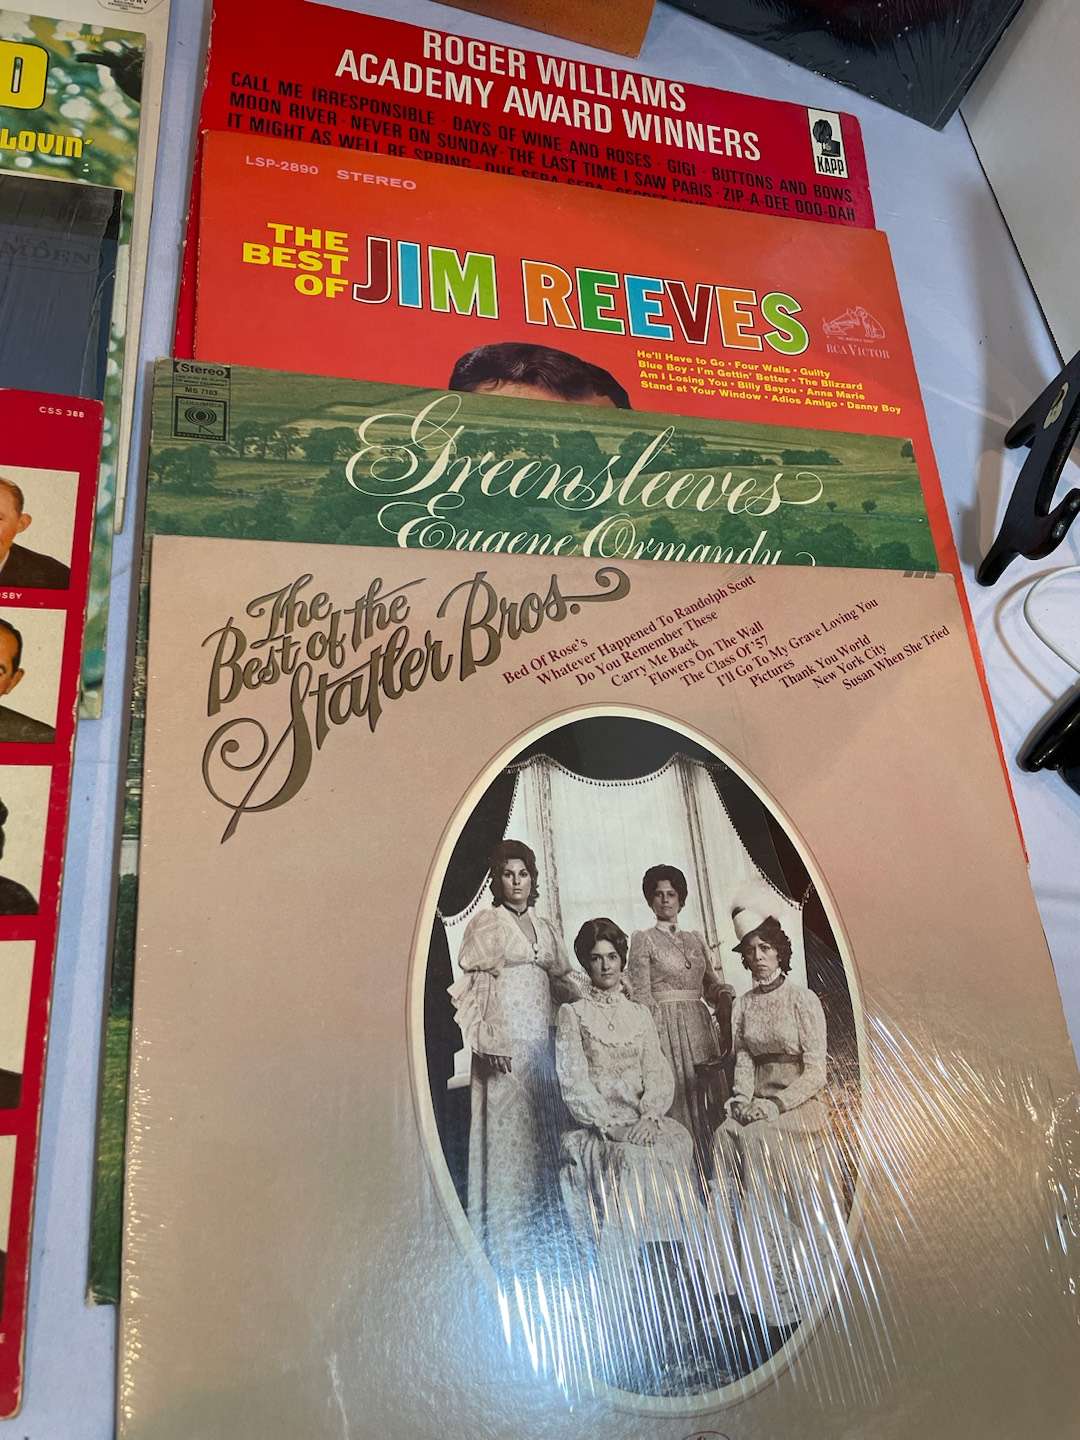 ROGER WILLIAMS
ACADEMY AWARD WINNERS
CALL ME IRRESPONSIBLE · DAYS OF WINE AND ROSES · GIGI · BUTTONS AND BOWS
MOON RIVER · NEVER ON SUNDAY · THE LAST TIME I SAW PARIS · ZIP-A-DEE DOO-DAH
IT MIGHT AS WELL BE SPRING
KAPP
LSP-2890 STEREO
THE
BEST
OF
JIM REEVES
RCA VICTOR
He'll Have to Go • Four Walls • Guilty
Blue Boy • I'm Gettin' Better • The Blizzard
Am I Losing You • Billy Bayou • Anna Marie
Stand at Your Window • Adios Amigo • Danny Boy
Stereo
MS 7103
COLUMBIA
Greensleeves
Eugene Ormandy
The
Best of the
Statler Bros.
Bed Of Rose's
Whatever Happened To Randolph Scott
Do You Remember These
Carry Me Back
Flowers On The Wall
The Class Of '57
I'll Go To My Grave Loving You
Pictures
Thank You World
New York City
Susan When She Tried
LOVIN'
CSS 388